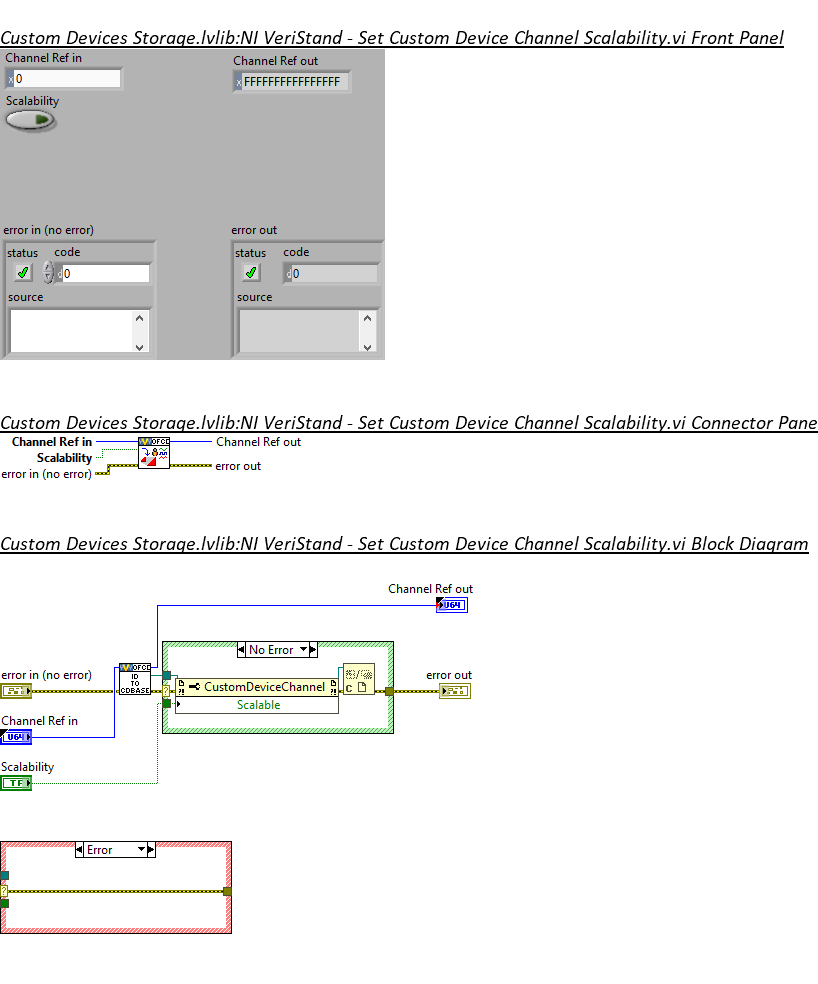 Custom Devices Storage.lvlib:NI VeriStand - Set Custom Device Channel Scalability.vi Front Panel
Channel Ref in
Channel Ref out
x 0
x FFFFFFFFFFFFFFFF
Scalability
error in (no error)
error out
status code
status code
d 0
d 0
source
source
Custom Devices Storage.lvlib:NI VeriStand - Set Custom Device Channel Scalability.vi Connector Pane
Channel Ref in
OFCD
Channel Ref out
Scalability
error in (no error)
error out
Custom Devices Storage.lvlib:NI VeriStand - Set Custom Device Channel Scalability.vi Block Diagram
Channel Ref out
U64
No Error
error in (no error)
OFCD
ID
TO
CDBASE
error out
?
CustomDeviceChannel
?!
?!
C
Scalable
Channel Ref in
U64
Scalability
TF
Error
?